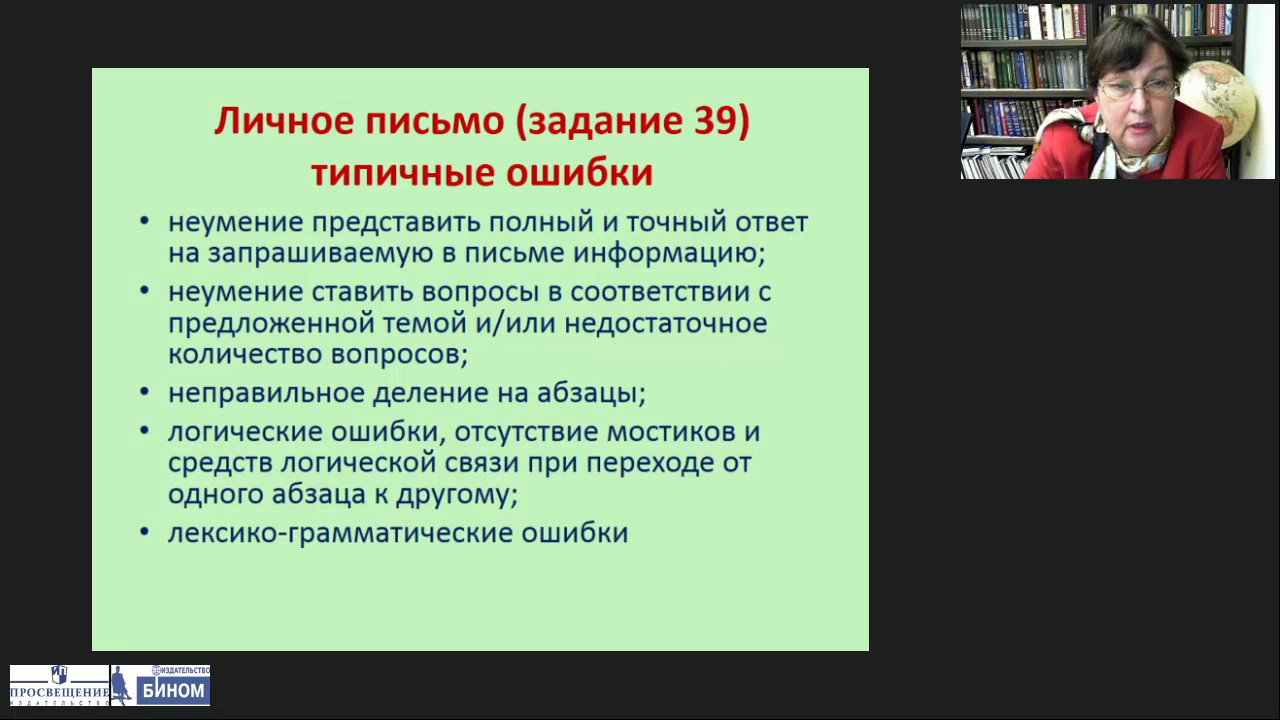 Личное письмо (задание 39)
типичные ошибки
• неумение представить полный и точный ответ
на запрашиваемую в письме информацию;
• неумение ставить вопросы в соответствии с
предложенной темой и/или недостаточное
количество вопросов;
• неправильное деление на абзацы;
• логические ошибки, отсутствие мостиков и
средств логической связи при переходе от
одного абзаца к другому;
• лексико-грамматические ошибки
ПРОСВЕЩЕНИЕ
ИЗДАТЕЛЬСТВО
ИЗДАТЕЛЬСТВО
БИНОМ